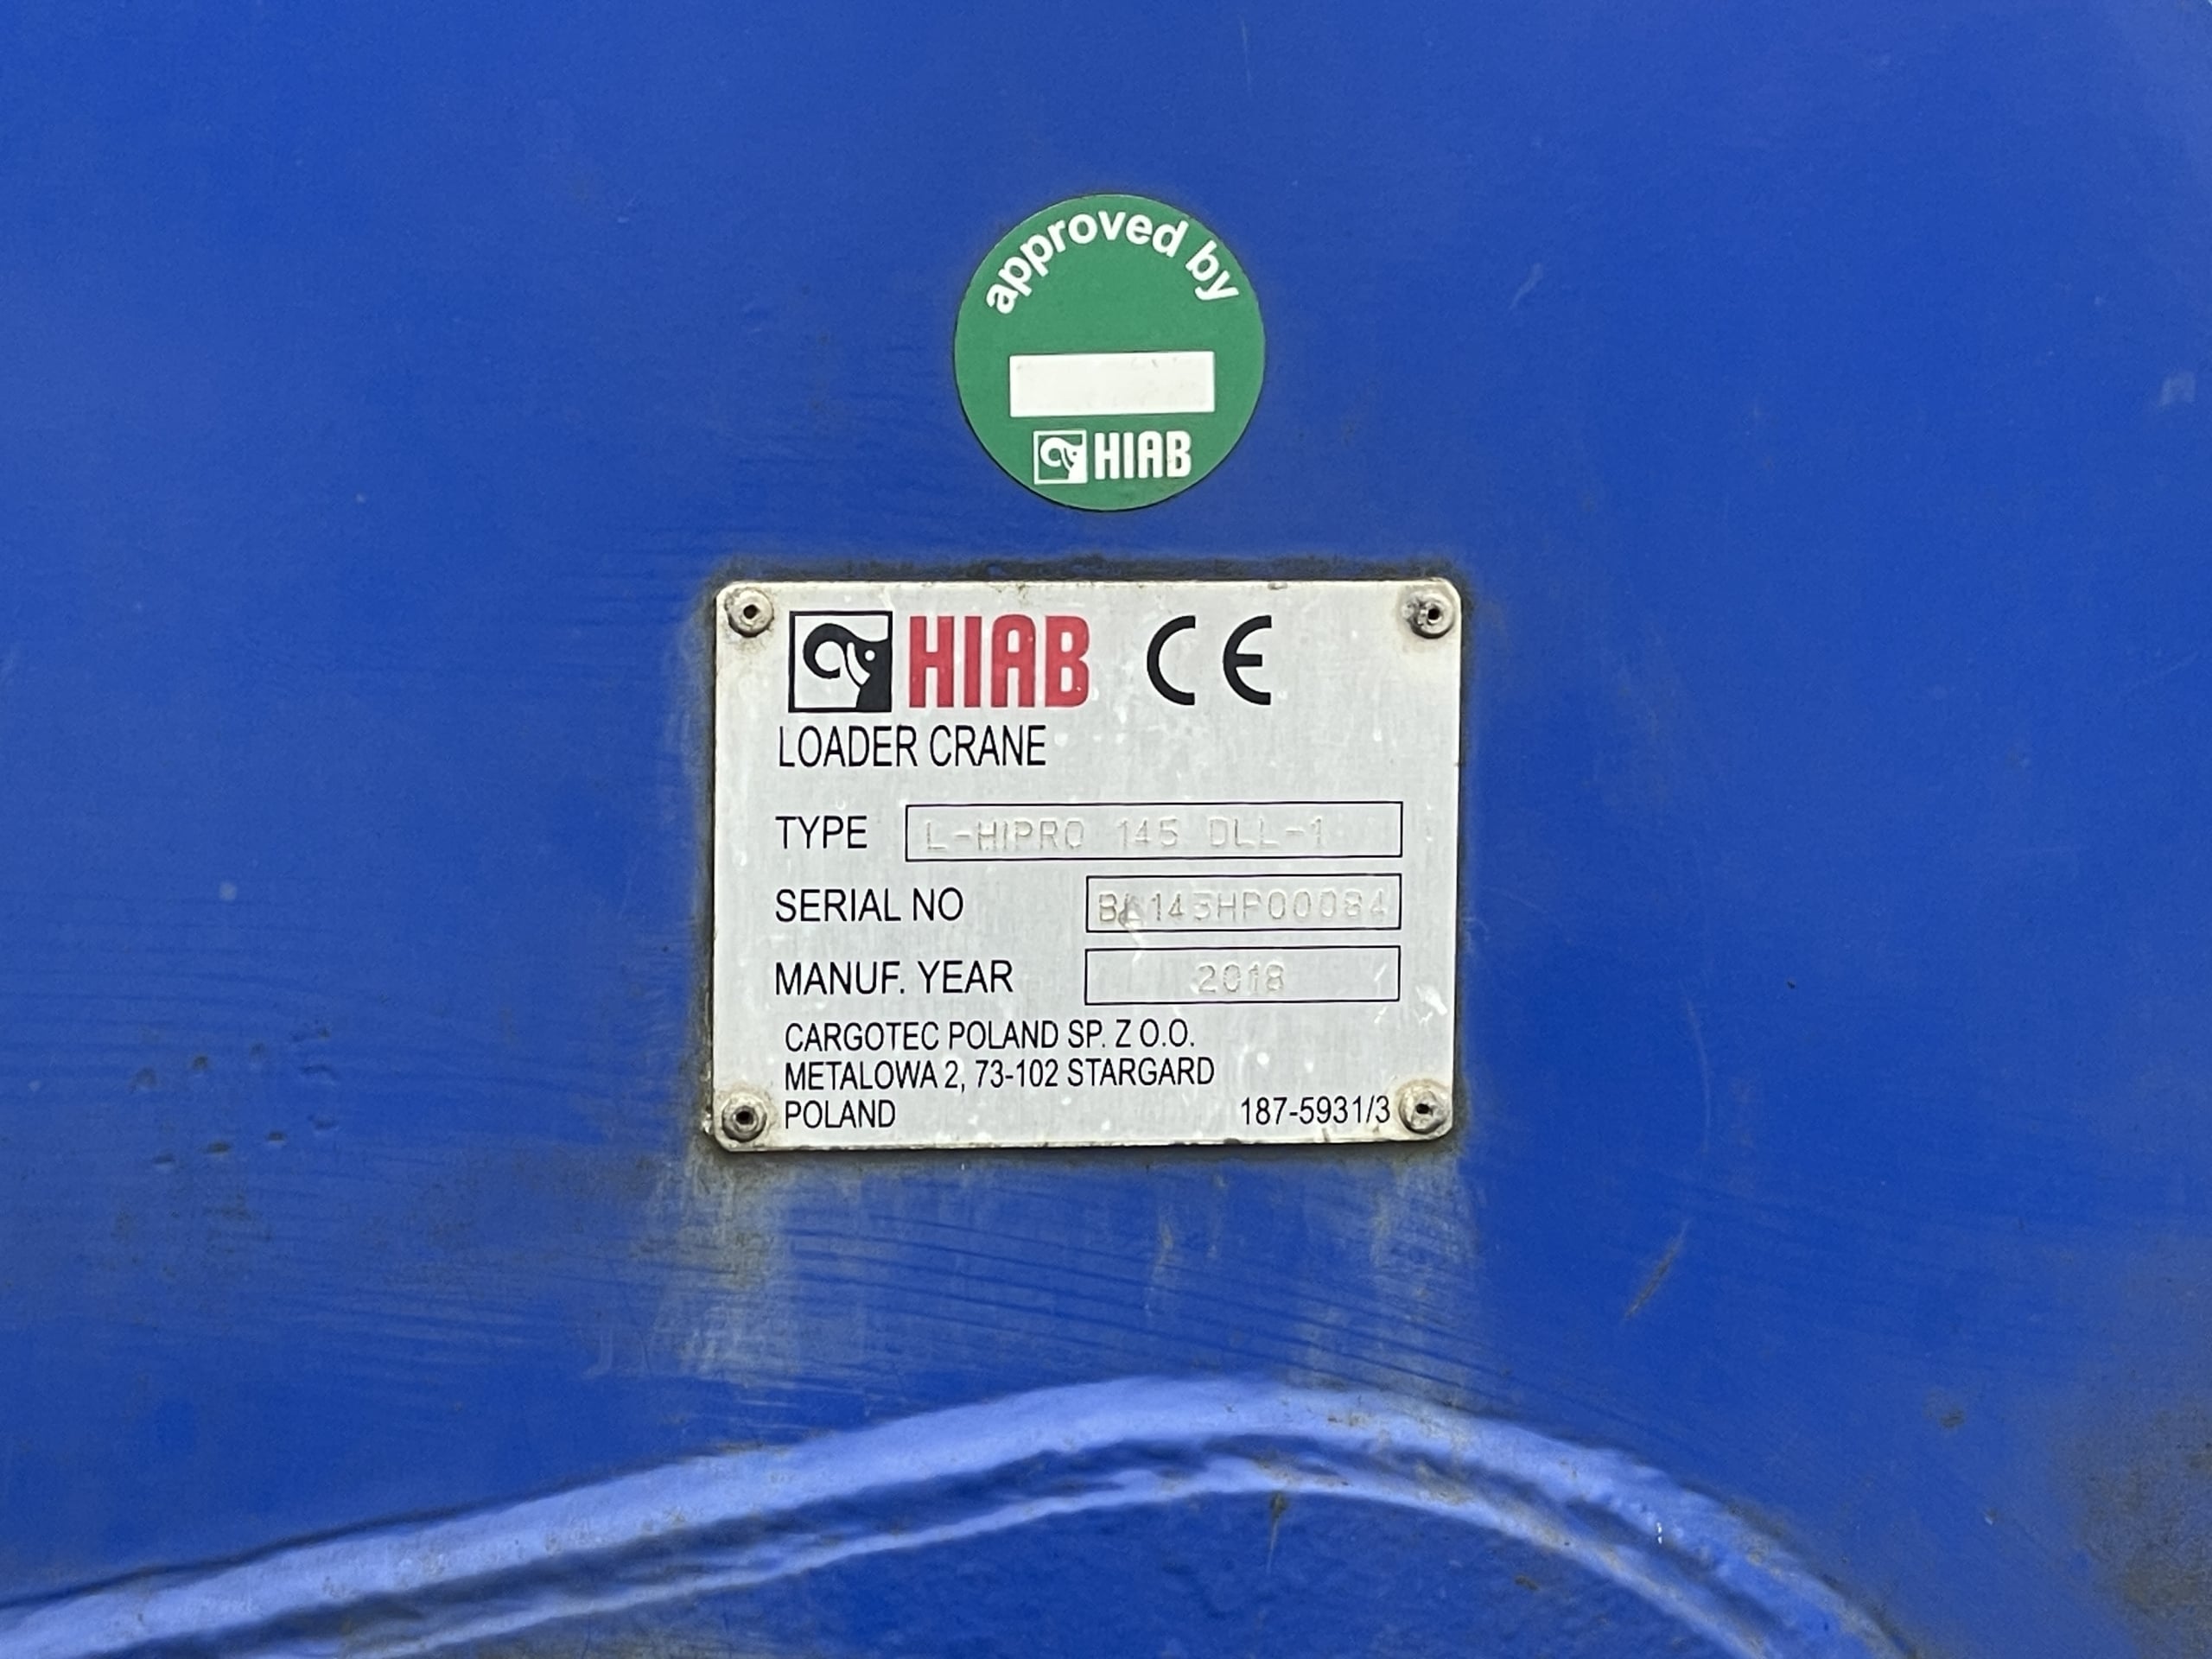 approved by
HIAB
HIAB CE
LOADER CRANE
TYPE L-HIPRO 145 DLL-1
SERIAL NO
MANUF. YEAR 2018
CARGOTEC POLAND SP. Z O.O.
METALOWA 2, 73-102 STARGARD
POLAND 187-5931/3